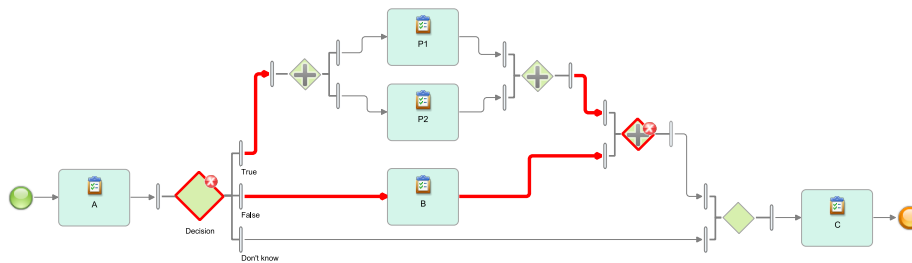 P1
P2
True
A
B
False
Decision
C
Don't know